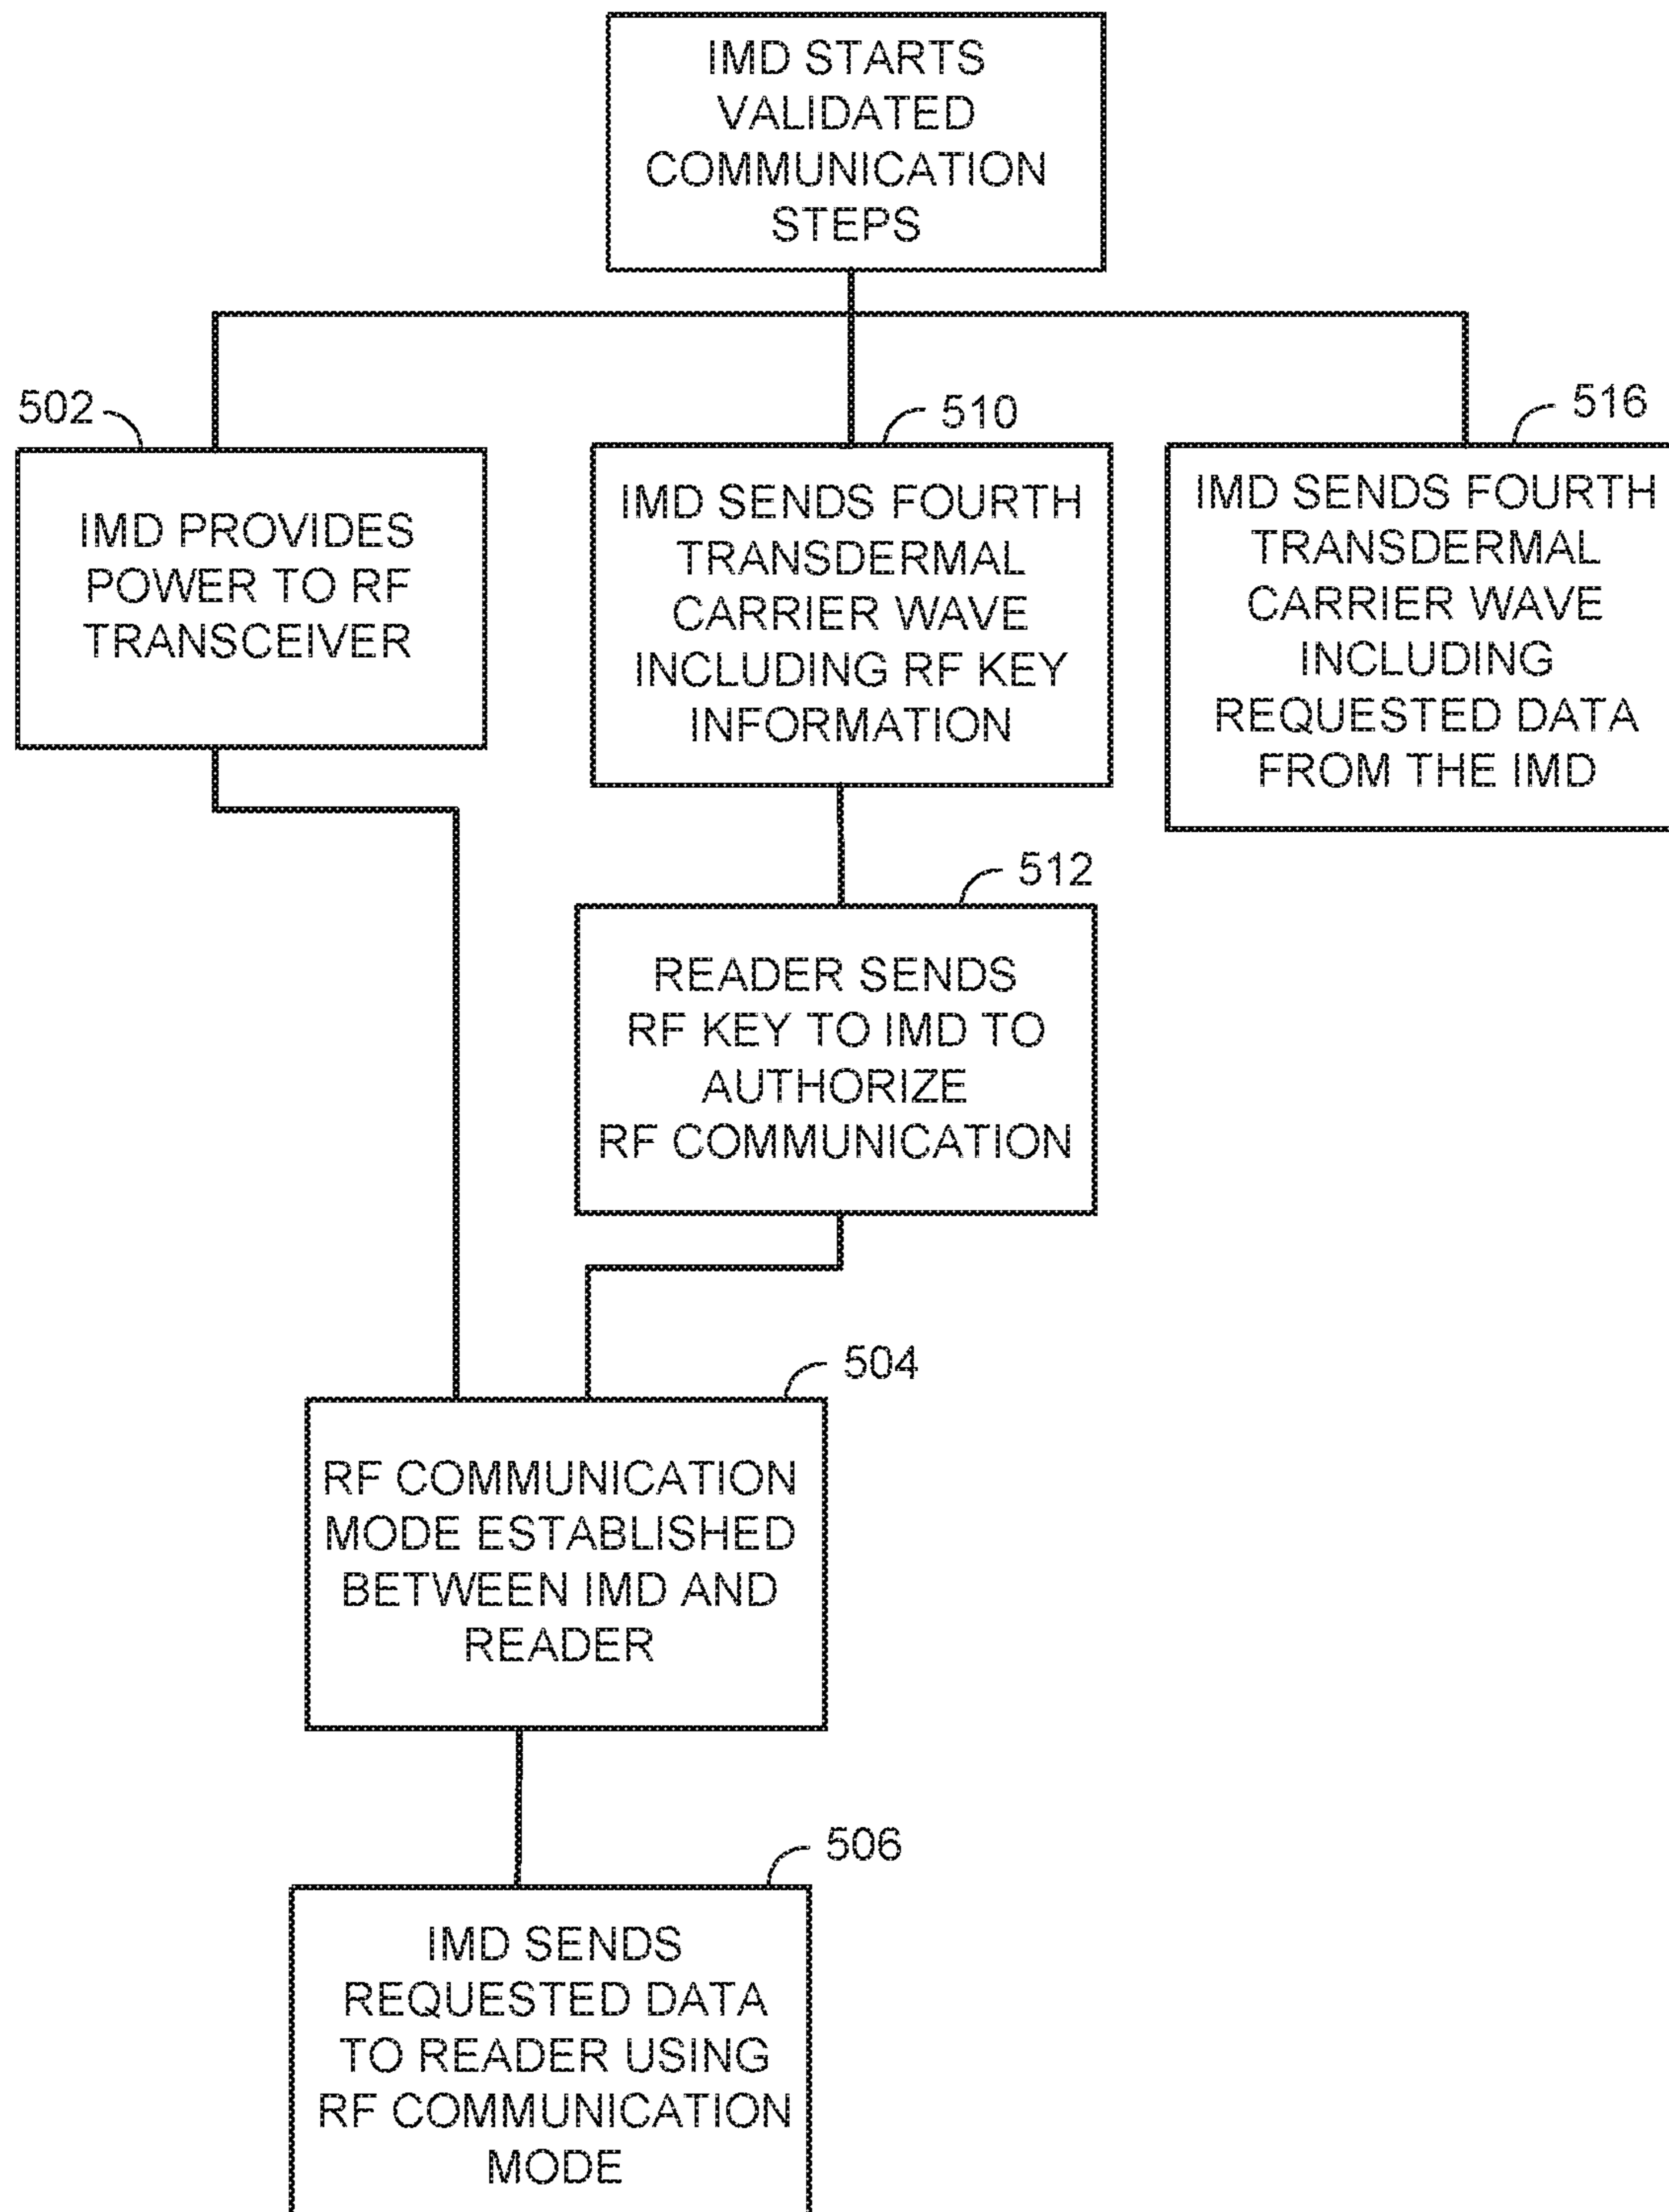 IMD STARTS
VALIDATED
COMMUNICATION
STEPS
502
IMD PROVIDES
POWER TO RF
TRANSCEIVER
510
IMD SENDS FOURTH
TRANSDERMAL
CARRIER WAVE
INCLUDING RF KEY
INFORMATION
516
IMD SENDS FOURTH
TRANSDERMAL
CARRIER WAVE
INCLUDING
REQUESTED DATA
FROM THE IMD
512
READER SENDS
RF KEY TO IMD TO
AUTHORIZE
RF COMMUNICATION
504
RF COMMUNICATION
MODE ESTABLISHED
BETWEEN IMD AND
READER
506
IMD SENDS
REQUESTED DATA
TO READER USING
RF COMMUNICATION
MODE